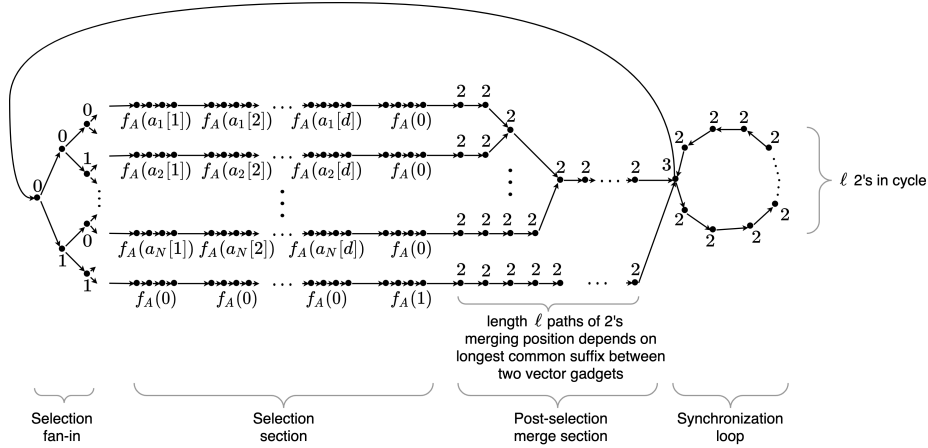 0 2 2
f_A(a_1[1]) f_A(a_1[2]) ... f_A(a_1[d]) f_A(0)
0 2 2 2 2
1 2 2 2 2 2 3 2
f_A(a_2[1]) f_A(a_2[2]) ... f_A(a_2[d]) f_A(0)
0 ℓ 2's in cycle
0 2 2 2 2 2 2 2 2
1 f_A(a_N[1]) f_A(a_N[2]) ... f_A(a_N[d]) f_A(0)
1 2 2 2 2 2 ... 2
f_A(0) f_A(0) ... f_A(0) f_A(1)
length ℓ paths of 2's
merging position depends on
longest common suffix between
two vector gadgets
Selection
fan-in
Selection
section
Post-selection
merge section
Synchronization
loop